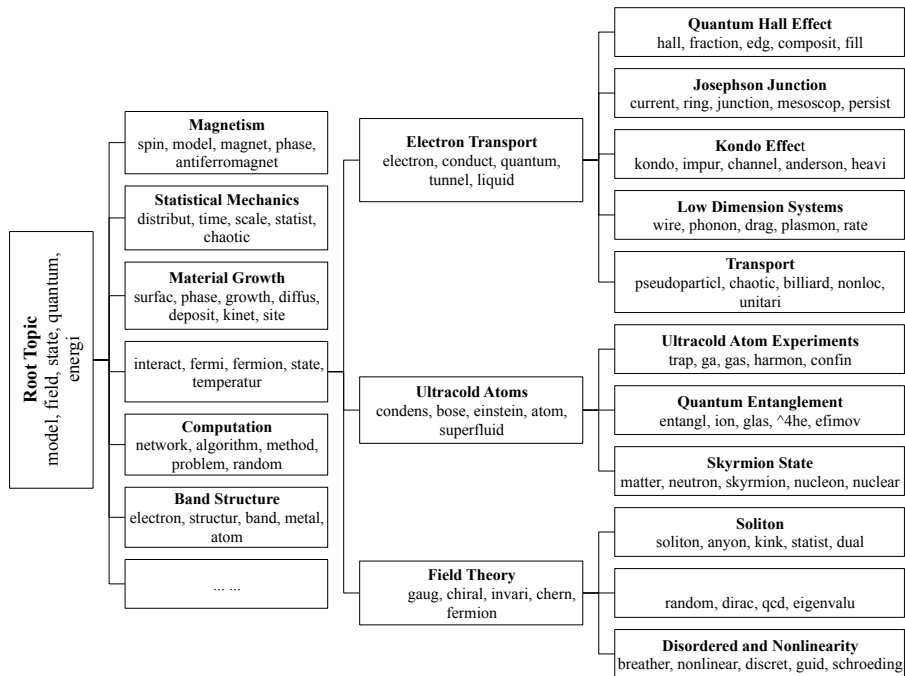 Root Topic
model, field, state, quantum,
energi
Magnetism
spin, model, magnet, phase,
antiferromagnet
Statistical Mechanics
distribut, time, scale, statist,
chaotic
Material Growth
surfac, phase, growth, diffus,
deposit, kinet, site
interact, fermi, fermion, state,
temperatur
Computation
network, algorithm, method,
problem, random
Band Structure
electron, structur, band, metal,
atom
... ...
Electron Transport
electron, conduct, quantum,
tunnel, liquid
Ultracold Atoms
condens, bose, einstein, atom,
superfluid
Field Theory
gaug, chiral, invari, chern,
fermion
Quantum Hall Effect
hall, fraction, edg, composit, fill
Josephson Junction
current, ring, junction, mesoscop, persist
Kondo Effect
kondo, impur, channel, anderson, heavi
Low Dimension Systems
wire, phonon, drag, plasmon, rate
Transport
pseudoparticl, chaotic, billiard, nonloc,
unitari
Ultracold Atom Experiments
trap, ga, gas, harmon, confin
Quantum Entanglement
entangl, ion, glas, ^4he, efimov
Skyrmion State
matter, neutron, skyrmion, nucleon, nuclear
Soliton
soliton, anyon, kink, statist, dual
random, dirac, qcd, eigenvalu
Disordered and Nonlinearity
breather, nonlinear, discret, guid, schroeding